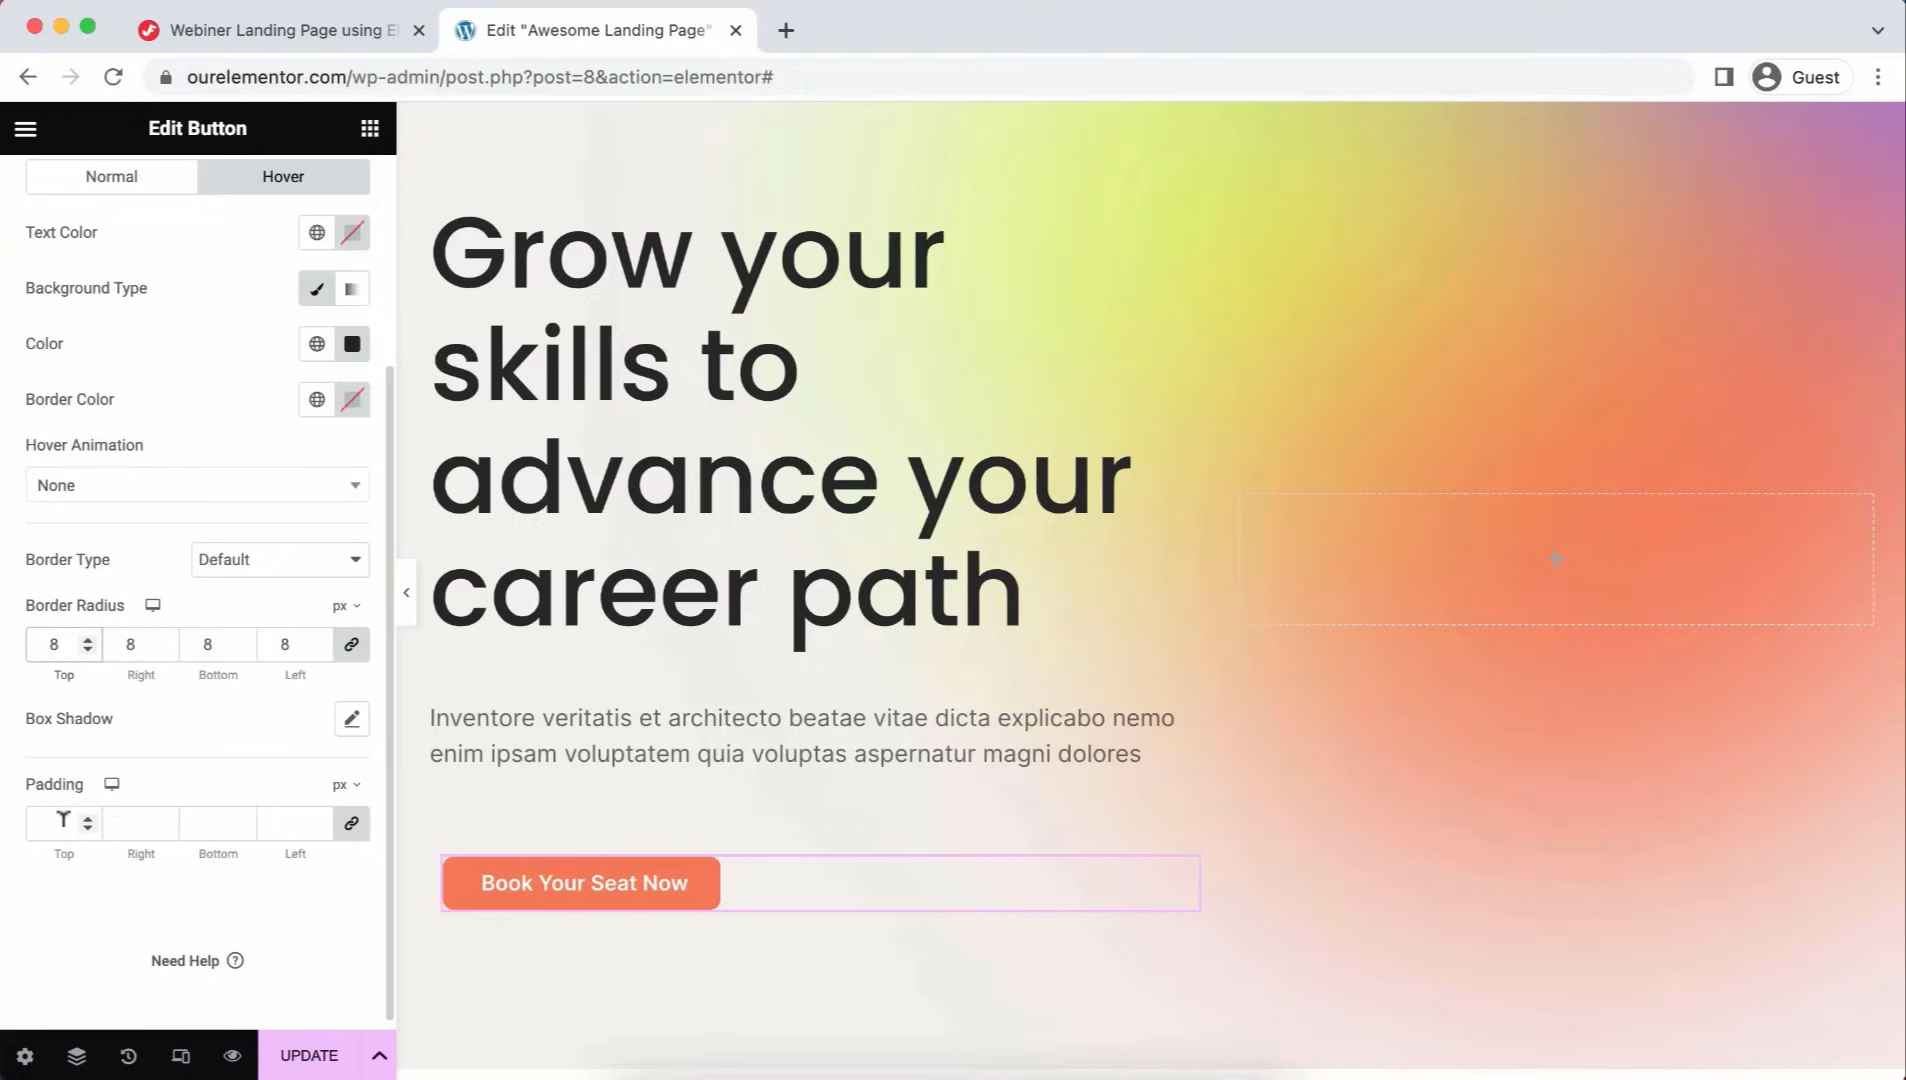 Webiner Landing Page using El
Edit "Awesome Landing Page"
ourelementor.com/wp-admin/post.php?post=8&action=elementor#
Guest
Edit Button
Normal
Hover
Text Color
Background Type
Color
Border Color
Hover Animation
None
Border Type
Default
Border Radius
px
8
8
8
8
Top
Right
Bottom
Left
Box Shadow
Padding
px
Top
Right
Bottom
Left
Need Help
UPDATE
Grow your
skills to
advance your
career path
Inventore veritatis et architecto beatae vitae dicta explicabo nemo
enim ipsam voluptatem quia voluptas aspernatur magni dolores
Book Your Seat Now